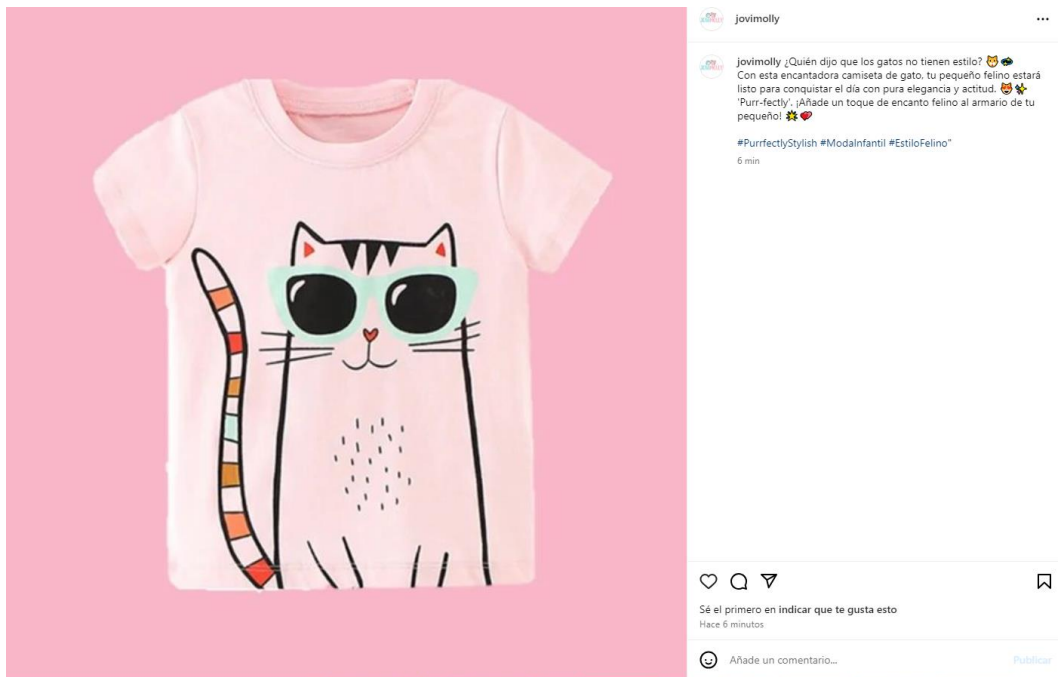 jovimolly
jovimolly ¿Quién dijo que los gatos no tienen estilo? 🐱🕶️
Con esta encantadora camiseta de gato, tu pequeño felino estará
listo para conquistar el día con pura elegancia y actitud. 😺✨
'Purr-fectly'. ¡Añade un toque de encanto felino al armario de tu
pequeño! 🌟💖
#PurrfectlyStylish #ModaInfantil #EstiloFelino"
6 min
Sé el primero en indicar que te gusta esto
Hace 6 minutos
Añade un comentario...
Publicar